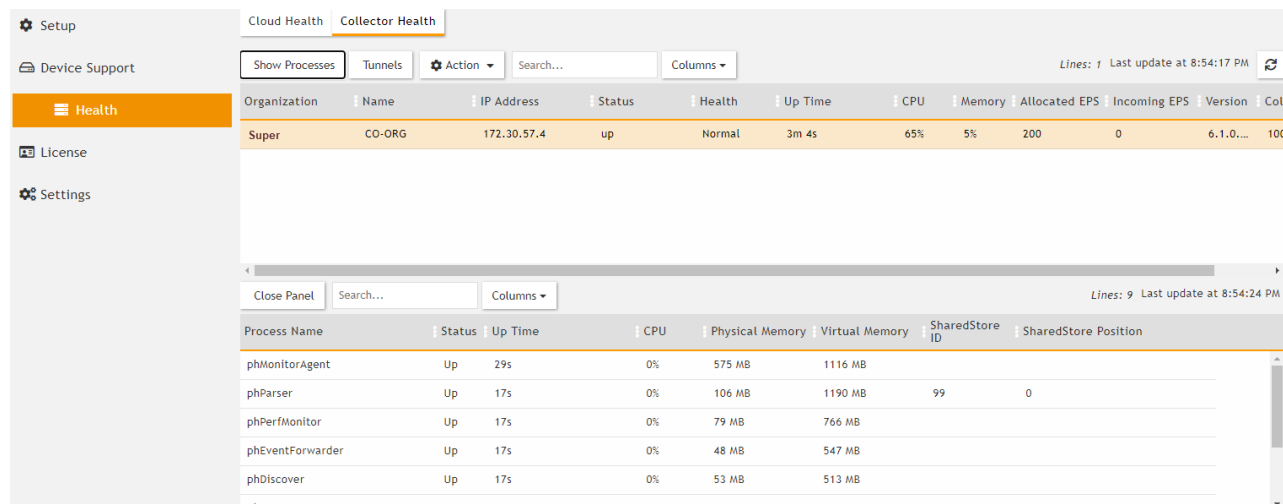 Setup
Device Support
Health
License
Settings
Cloud Health Collector Health
Show Processes Tunnels Action Search... Columns Lines: 1 Last update at 8:54:17 PM
Organization Name IP Address Status Health Up Time CPU Memory Allocated EPS Incoming EPS Version Col
Super CO-ORG 172.30.57.4 up Normal 3m 4s 65% 5% 200 0 6.1.0.... 100
Close Panel Search... Columns Lines: 9 Last update at 8:54:24 PM
Process Name Status Up Time CPU Physical Memory Virtual Memory SharedStore ID SharedStore Position
phMonitorAgent Up 29s 0% 575 MB 1116 MB
phParser Up 17s 0% 106 MB 1190 MB 99 0
phPerfMonitor Up 17s 0% 79 MB 766 MB
phEventForwarder Up 17s 0% 48 MB 547 MB
phDiscover Up 17s 0% 53 MB 513 MB